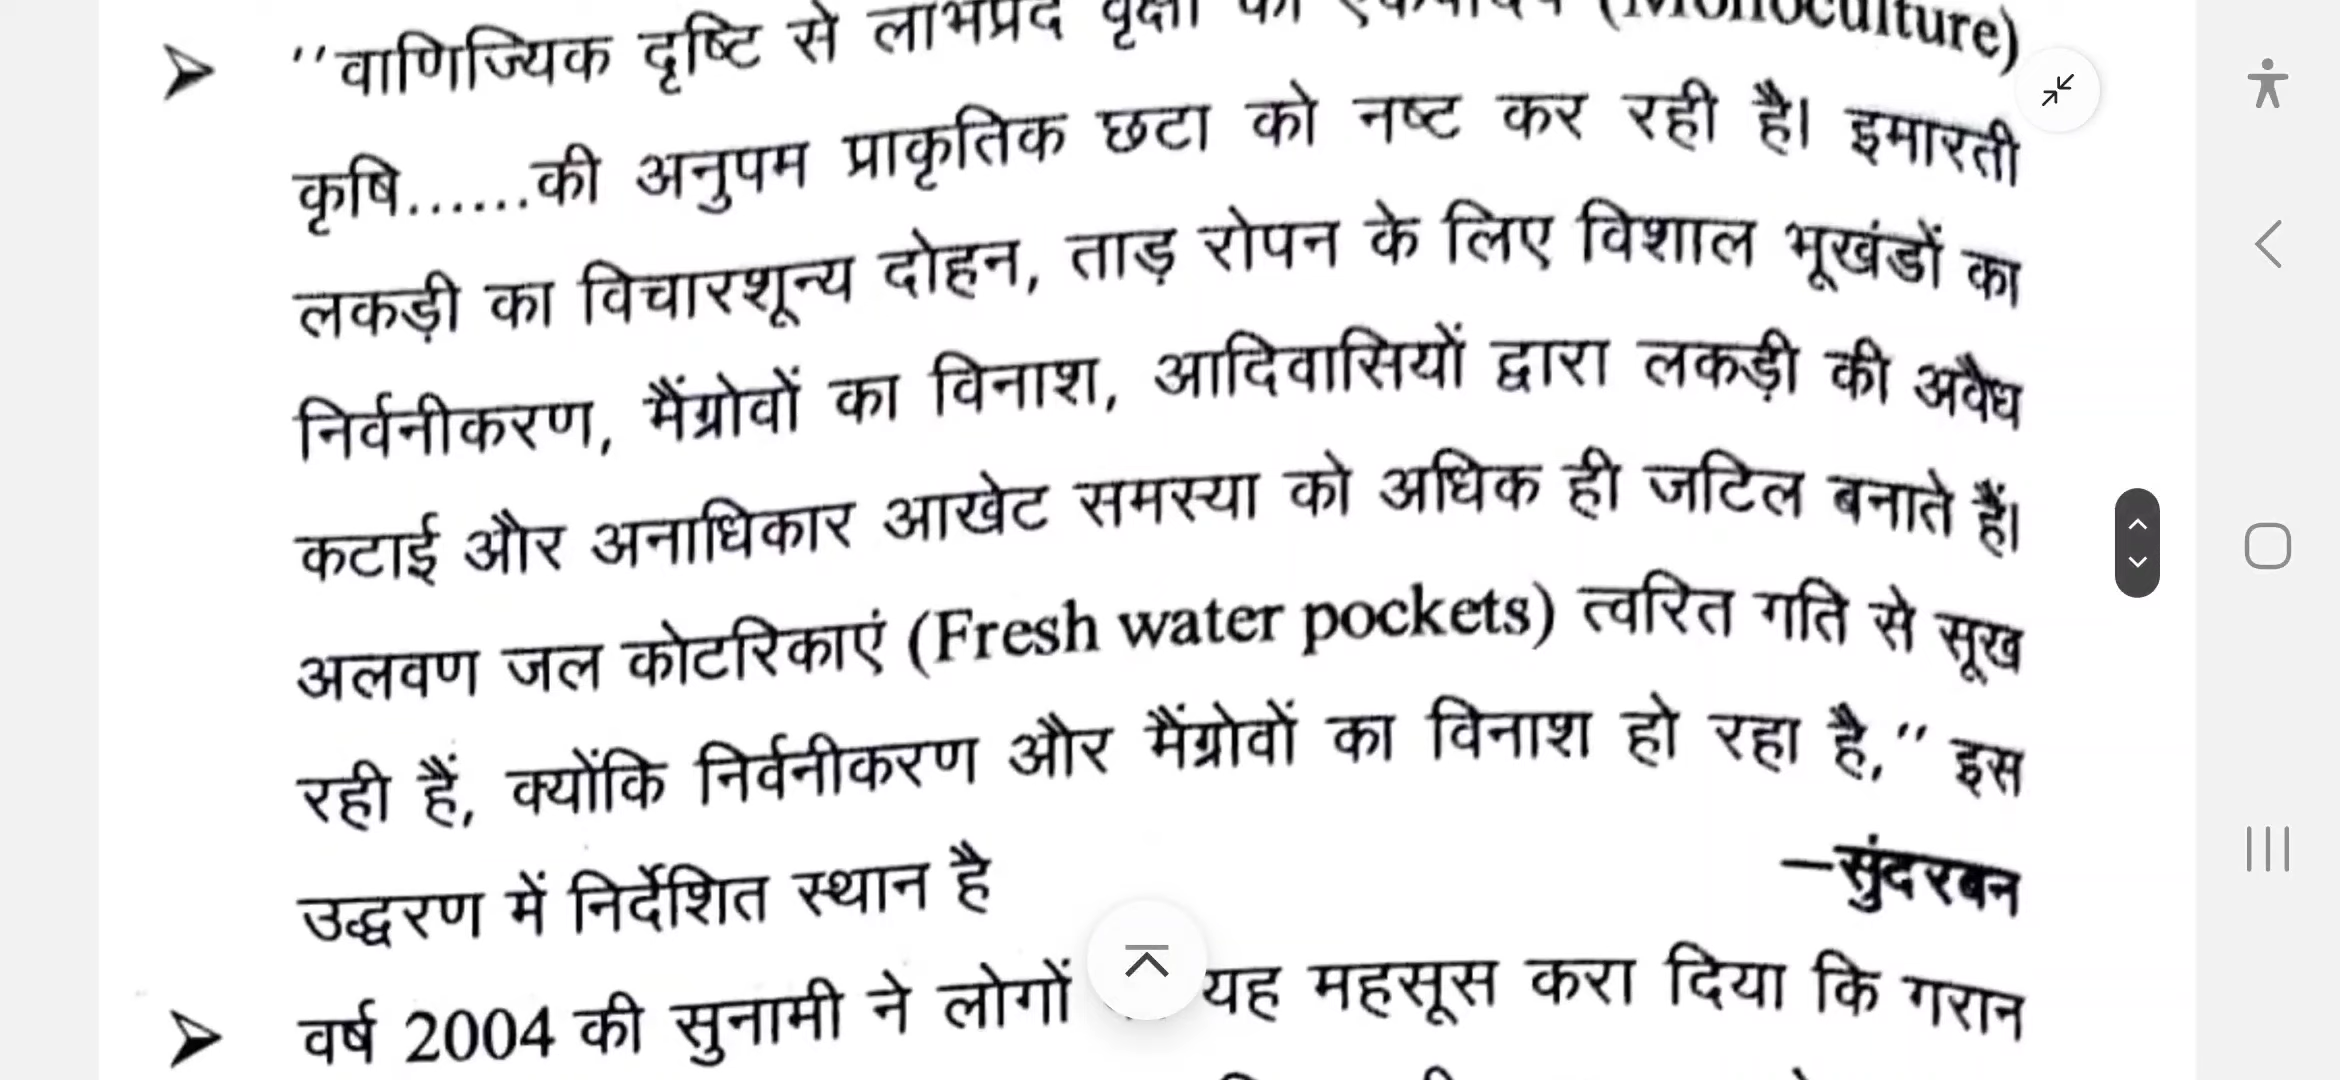 ➤ ''वाणिज्यिक दृष्टि से लाभप्रद वृक्षों की (Monoculture)
कृषि......की अनुपम प्राकृतिक छटा को नष्ट कर रही है। इमारती
लकड़ी का विचारशून्य दोहन, ताड़ रोपन के लिए विशाल भूखंडों का
निर्वनीकरण, मैंग्रोवों का विनाश, आदिवासियों द्वारा लकड़ी की अवैध
कटाई और अनाधिकार आखेट समस्या को अधिक ही जटिल बनाते हैं।
अलवण जल कोटरिकाएं (Fresh water pockets) त्वरित गति से सूख
रही हैं, क्योंकि निर्वनीकरण और मैंग्रोवों का विनाश हो रहा है,'' इस
उद्धरण में निर्देशित स्थान है —सुंदरबन
➤ वर्ष 2004 की सुनामी ने लोगों यह महसूस करा दिया कि गरान